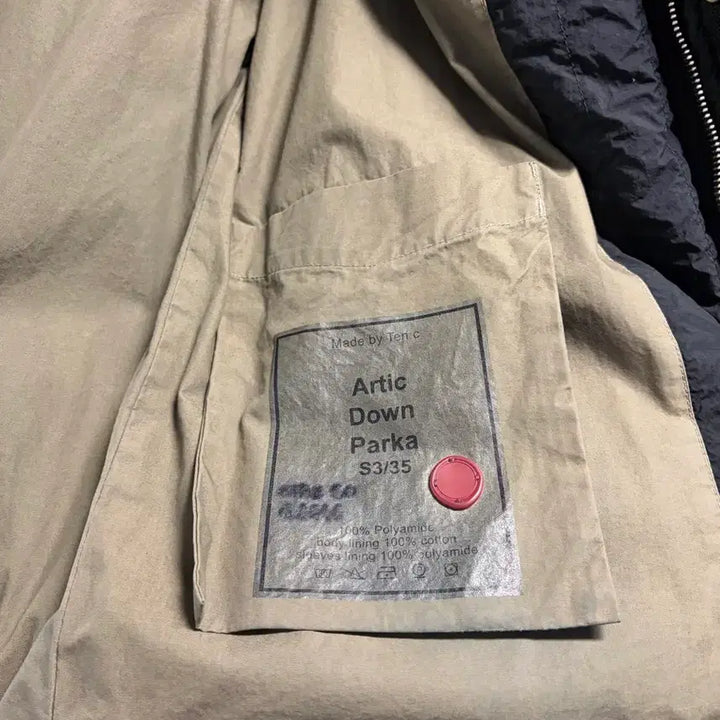 Made by Ten c
Artic
Down
Parka
S3/35
100% Polyamide
body lining 100% cotton
sleeves lining 100% polyamide